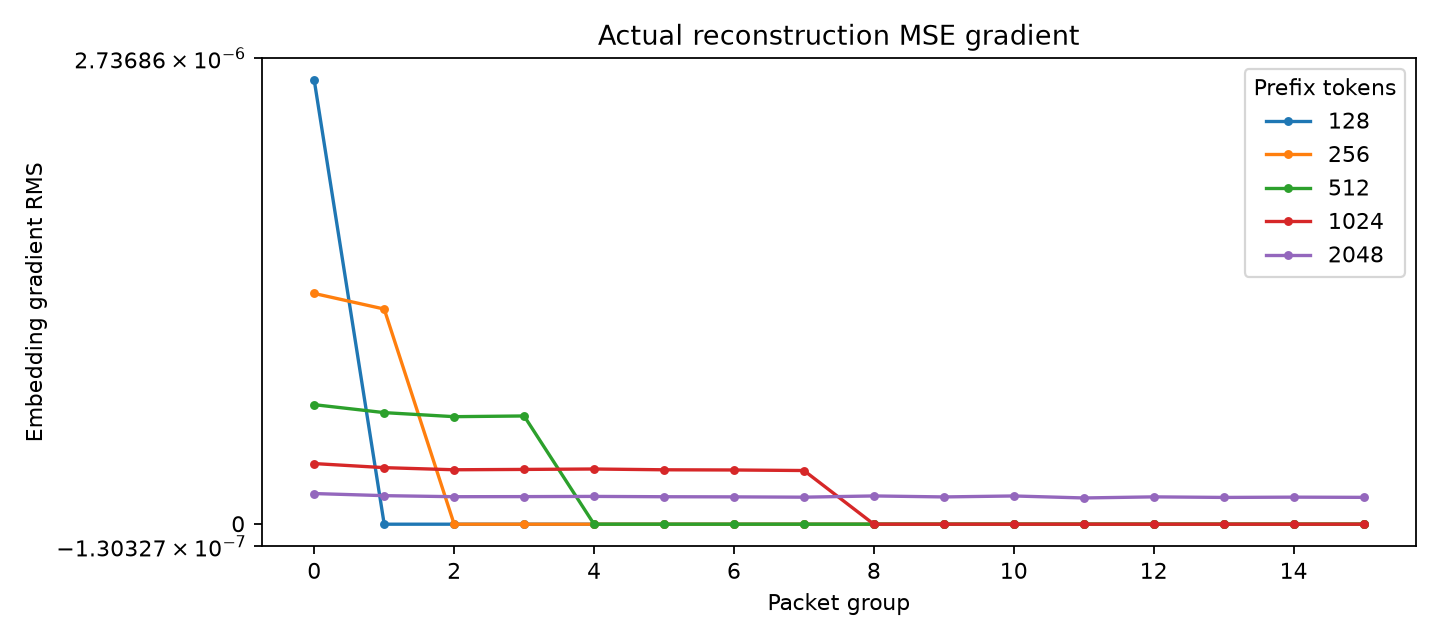 Actual reconstruction MSE gradient
2.73686 × 10⁻⁶
0
−1.30327 × 10⁻⁷
Embedding gradient RMS
Prefix tokens
128
256
512
1024
2048
0 2 4 6 8 10 12 14
Packet group